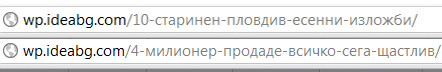 wp.ideabg.com/10-старинен-пловдив-есенни-изложби/
wp.ideabg.com/4-милионер-продаде-всичко-сега-щастлив/